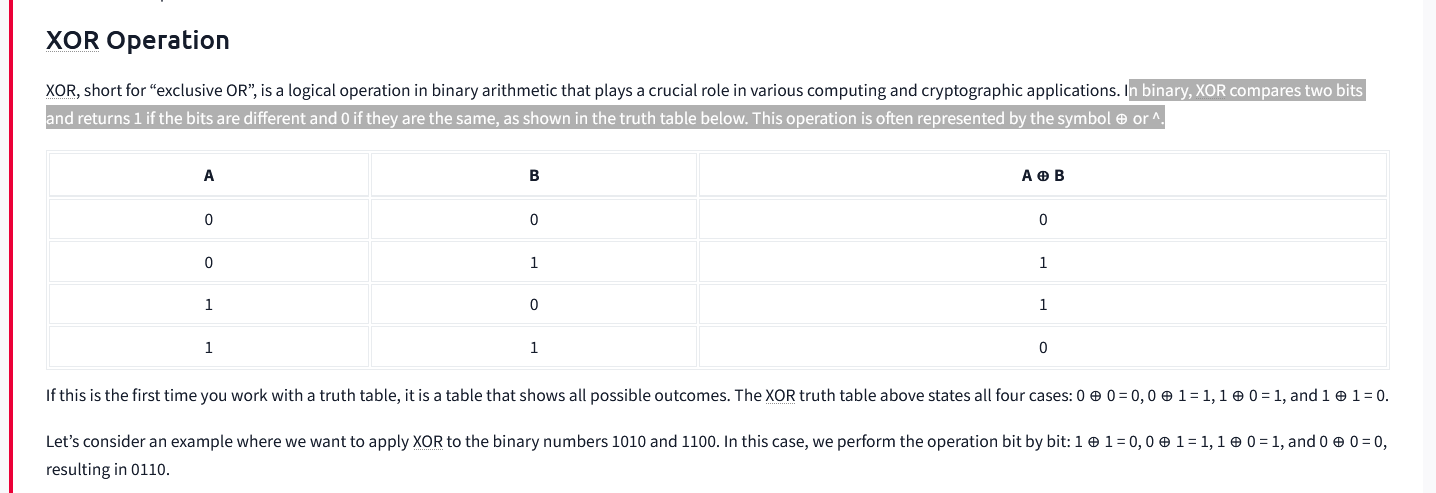 XOR Operation
XOR, short for “exclusive OR”, is a logical operation in binary arithmetic that plays a crucial role in various computing and cryptographic applications. In binary, XOR compares two bits
and returns 1 if the bits are different and 0 if they are the same, as shown in the truth table below. This operation is often represented by the symbol ⊕ or ^.
A B A ⊕ B
0 0 0
0 1 1
1 0 1
1 1 0
If this is the first time you work with a truth table, it is a table that shows all possible outcomes. The XOR truth table above states all four cases: 0 ⊕ 0 = 0, 0 ⊕ 1 = 1, 1 ⊕ 0 = 1, and 1 ⊕ 1 = 0.
Let’s consider an example where we want to apply XOR to the binary numbers 1010 and 1100. In this case, we perform the operation bit by bit: 1 ⊕ 1 = 0, 0 ⊕ 1 = 1, 1 ⊕ 0 = 1, and 0 ⊕ 0 = 0,
resulting in 0110.